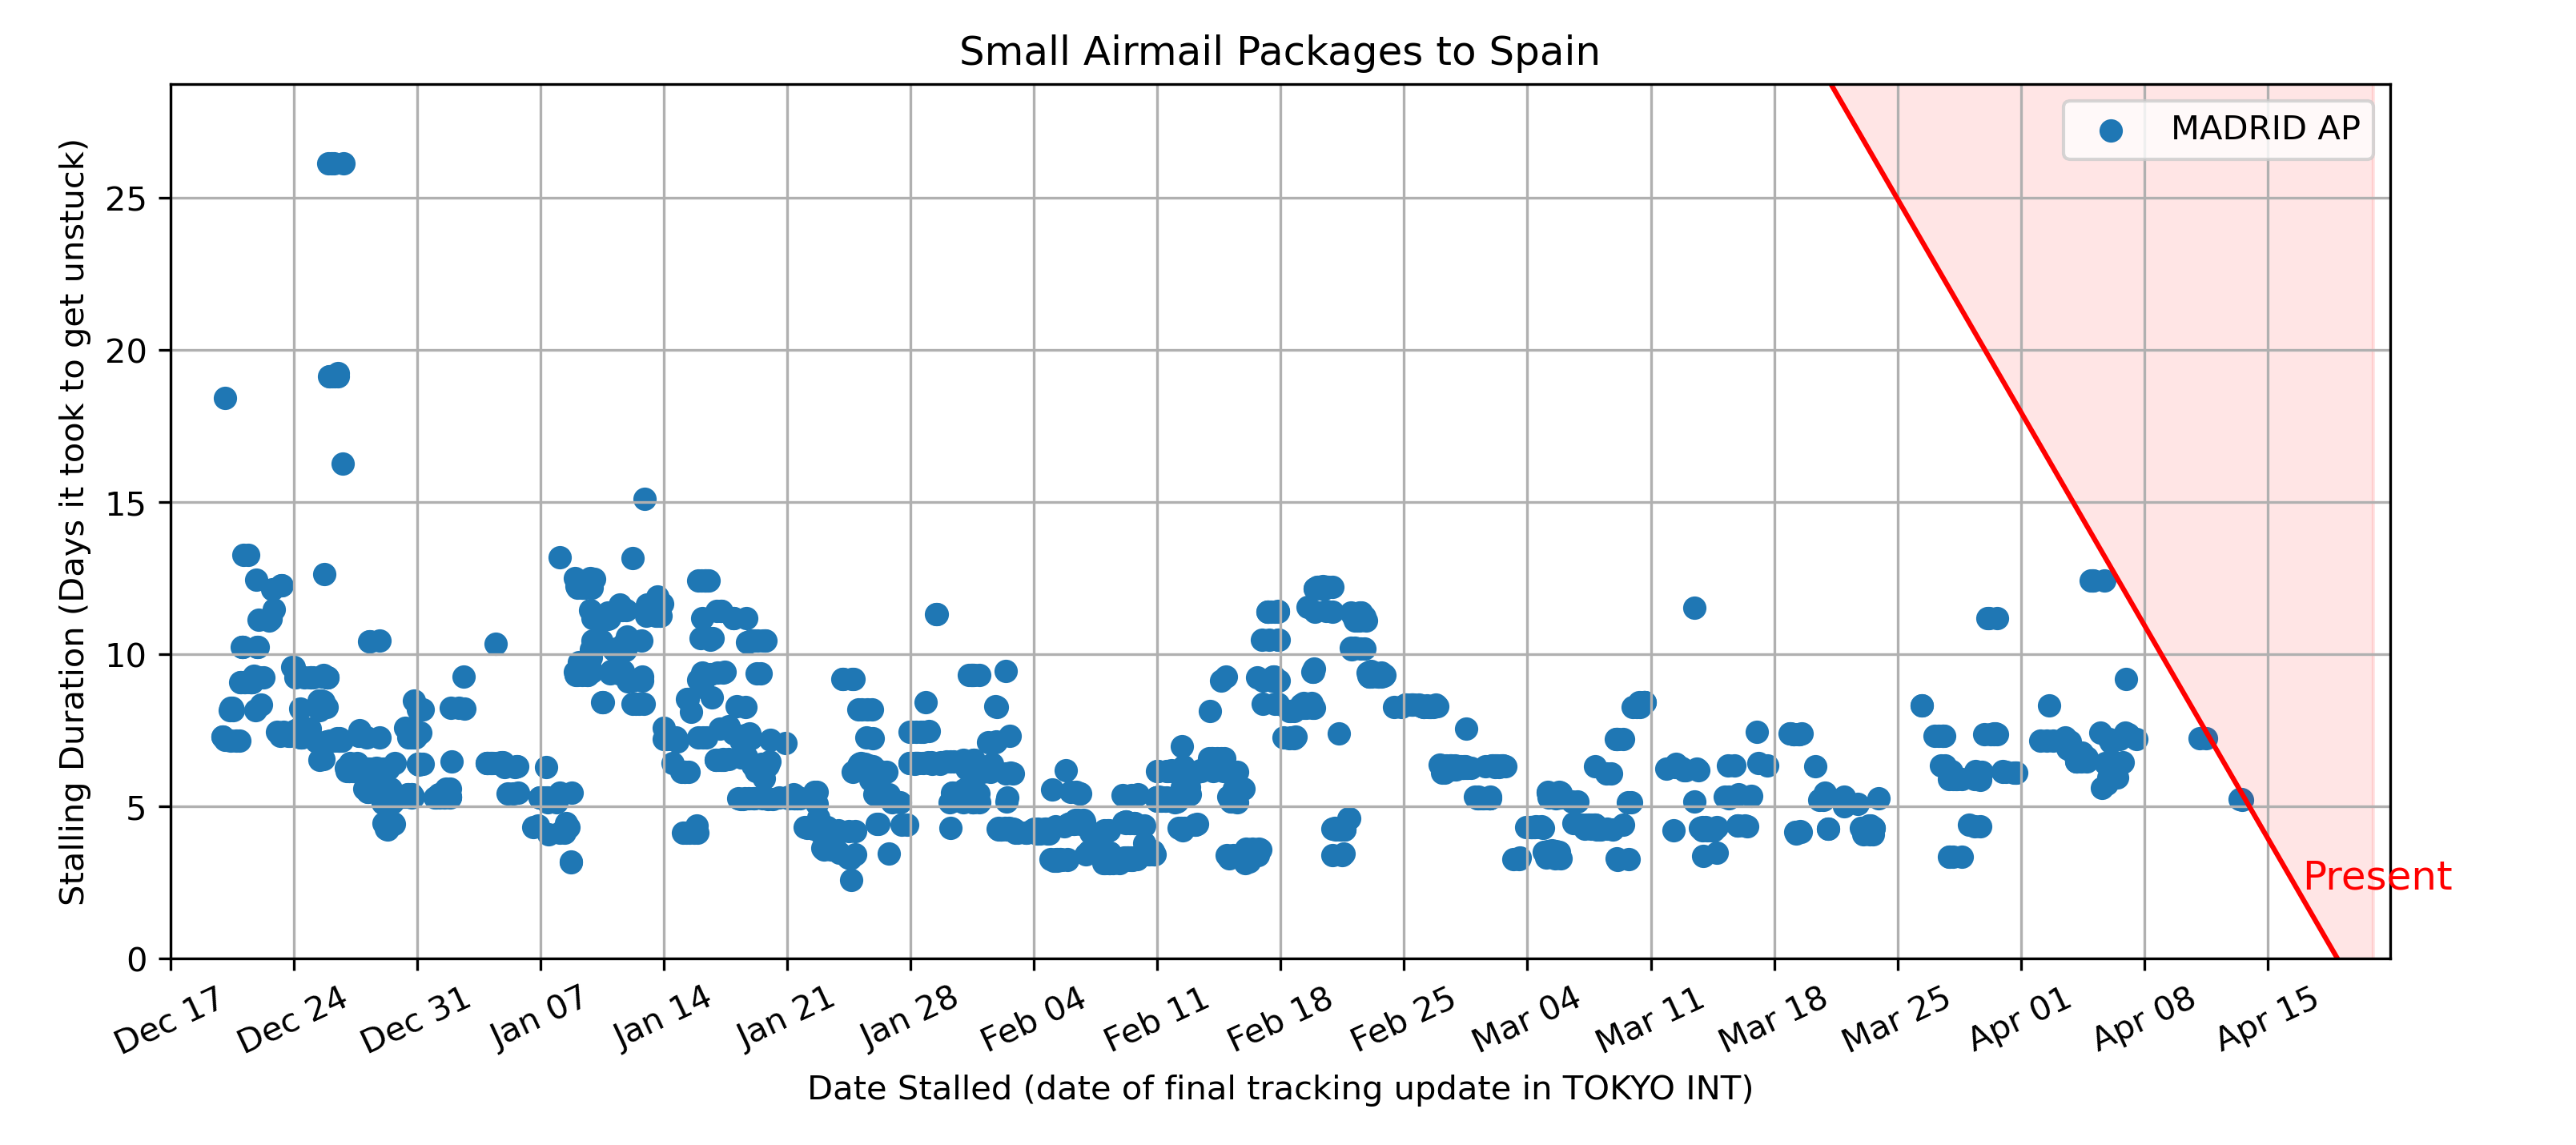 Small Airmail Packages to Spain
MADRID AP
Stalling Duration (Days it took to get unstuck)
25
20
15
10
5
0
Present
Dec 17
Dec 24
Dec 31
Jan 07
Jan 14
Jan 21
Jan 28
Feb 04
Feb 11
Feb 18
Feb 25
Mar 04
Mar 11
Mar 18
Mar 25
Apr 01
Apr 08
Apr 15
Date Stalled (date of final tracking update in TOKYO INT)